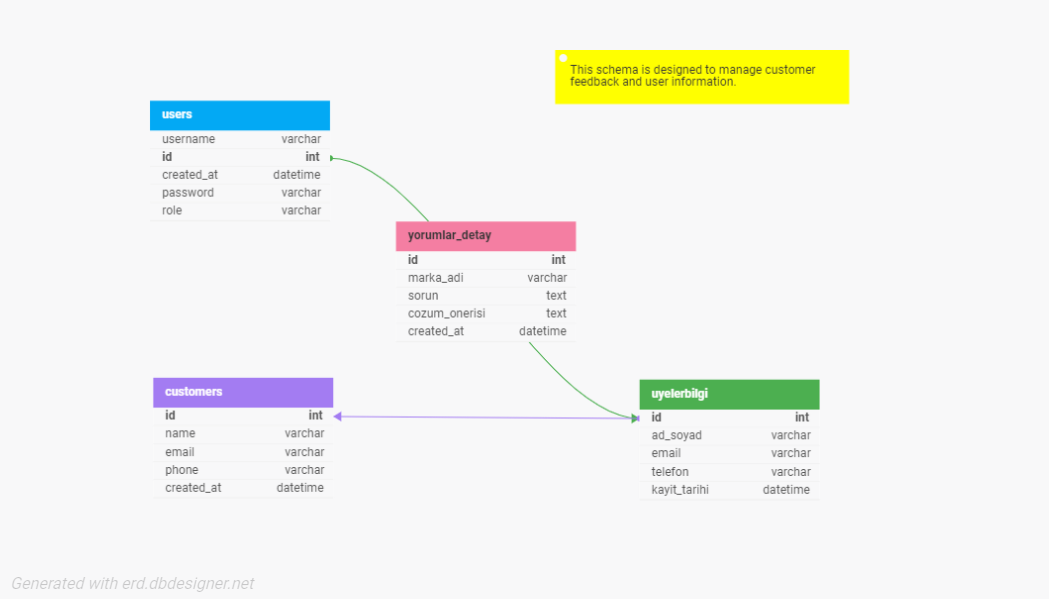 This schema is designed to manage customer
feedback and user information.
users
username varchar
id int
created_at datetime
password varchar
role varchar
yorumlar_detay
id int
marka_adi varchar
sorun text
cozum_onerisi text
created_at datetime
customers
id int
name varchar
email varchar
phone varchar
created_at datetime
uyelerbilgi
id int
ad_soyad varchar
email varchar
telefon varchar
kayit_tarihi datetime
Generated with erd.dbdesigner.net